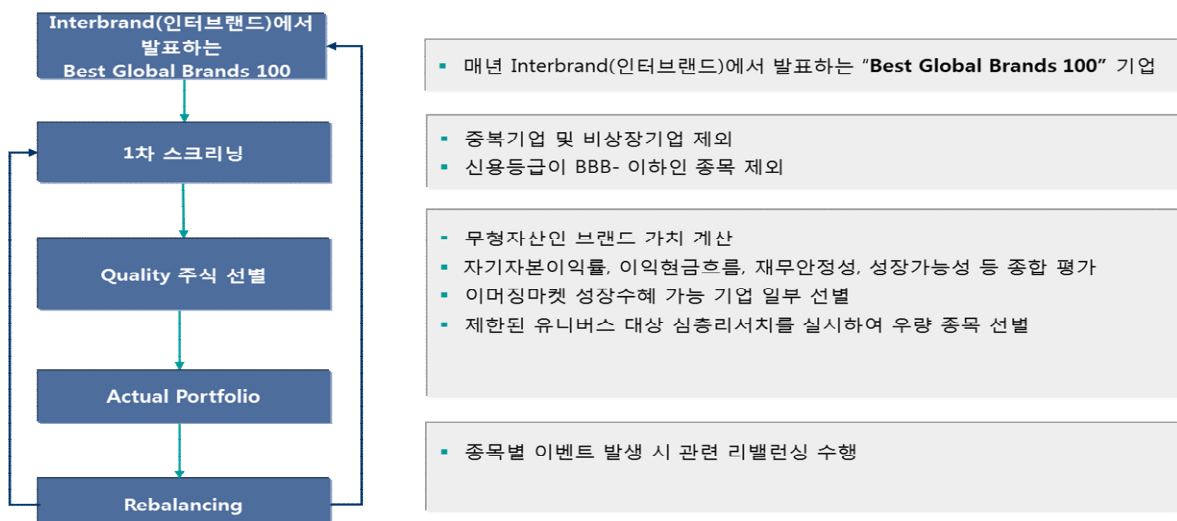 Interbrand(인터브랜드)에서
발표하는
Best Global Brands 100
▪ 매년 Interbrand(인터브랜드)에서 발표하는 “Best Global Brands 100” 기업
1차 스크리닝
▪ 중복기업 및 비상장기업 제외
▪ 신용등급이 BBB- 이하인 종목 제외
Quality 주식 선별
▪ 무형자산인 브랜드 가치 계산
▪ 자기자본이익률, 이익현금흐름, 재무안정성, 성장가능성 등 종합 평가
▪ 이머징마켓 성장수혜 가능 기업 일부 선별
▪ 제한된 유니버스 대상 심층리서치를 실시하여 우량 종목 선별
Actual Portfolio
▪ 종목별 이벤트 발생 시 관련 리밸런싱 수행
Rebalancing